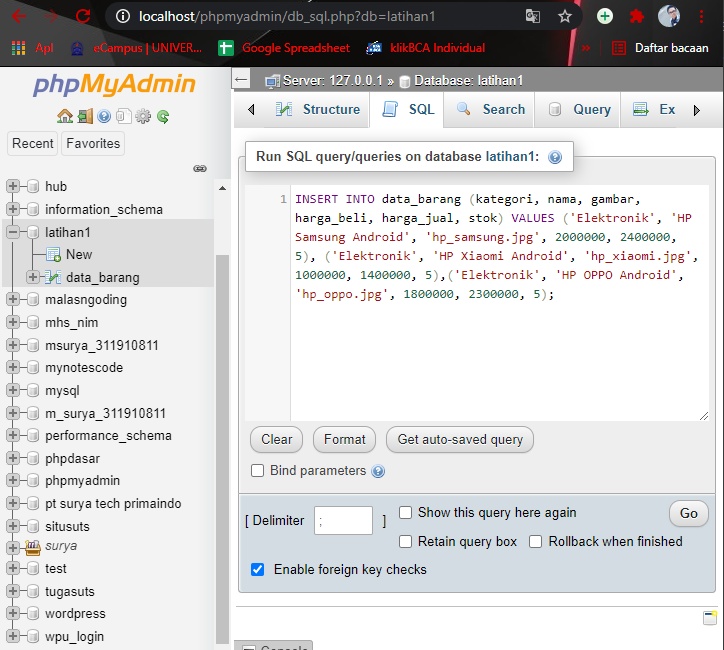 localhost/phpmyadmin/db_sql.php?db=latihan1
Apl
eCampus | UNIVER...
Google Spreadsheet
klikBCA Individual
»
Daftar bacaan
phpMyAdmin
Recent
Favorites
hub
information_schema
latihan1
New
data_barang
malasngoding
mhs_nim
msurya_311910811
mynotescode
mysql
m_surya_311910811
performance_schema
phpdasar
phpmyadmin
pt surya tech primaindo
situsuts
surya
test
tugasuts
wordpress
wpu_login
Server: 127.0.0.1 » Database: latihan1
Structure
SQL
Search
Query
Ex
Run SQL query/queries on database latihan1:
1
INSERT INTO data_barang (kategori, nama, gambar,
harga_beli, harga_jual, stok) VALUES ('Elektronik', 'HP
Samsung Android', 'hp_samsung.jpg', 2000000, 2400000,
5), ('Elektronik', 'HP Xiaomi Android', 'hp_xiaomi.jpg',
1000000, 1400000, 5),('Elektronik', 'HP OPPO Android',
'hp_oppo.jpg', 1800000, 2300000, 5);
Clear
Format
Get auto-saved query
Bind parameters
[ Delimiter ; ]
Show this query here again
Go
Retain query box
Rollback when finished
Enable foreign key checks
Console